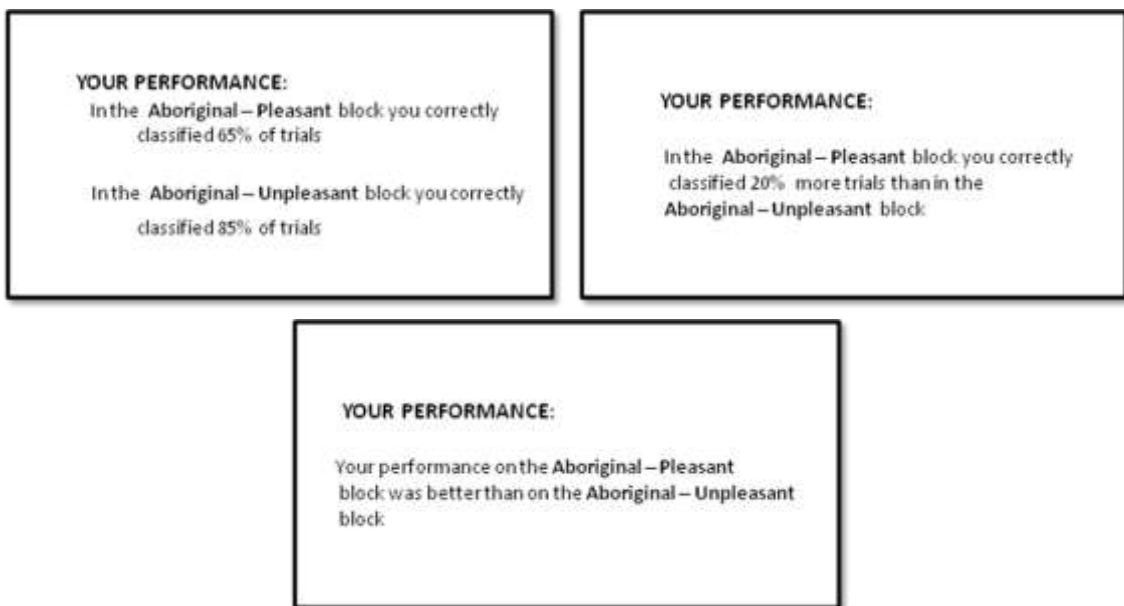 YOUR PERFORMANCE:
In the Aboriginal – Pleasant block you correctly
classified 65% of trials
In the Aboriginal – Unpleasant block you correctly
classified 85% of trials
YOUR PERFORMANCE:
In the Aboriginal – Pleasant block you correctly
classified 20% more trials than in the
Aboriginal – Unpleasant block
YOUR PERFORMANCE:
Your performance on the Aboriginal – Pleasant
block was better than on the Aboriginal – Unpleasant
block